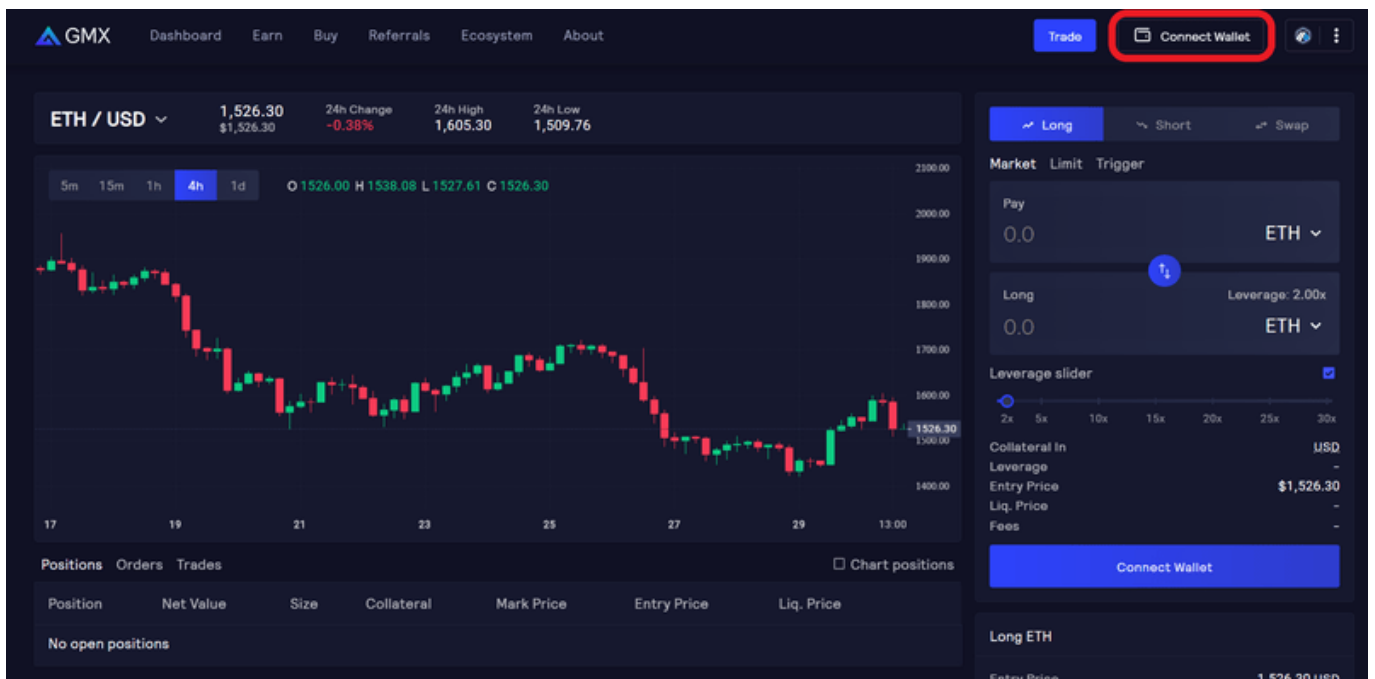 GMX Dashboard Earn Buy Referrals Ecosystem About Trade Connect Wallet
ETH / USD 1,526.30 $1,526.30 24h Change -0.38% 24h High 1,605.30 24h Low 1,509.76
5m 15m 1h 4h 1d O 1526.00 H 1538.08 L 1527.61 C 1526.30
2100.00
2000.00
1900.00
1800.00
1700.00
1600.00
1526.30
1500.00
1400.00
17 19 21 23 25 27 29 13:00
Positions Orders Trades Chart positions
Position Net Value Size Collateral Mark Price Entry Price Liq. Price
No open positions
Long Short Swap
Market Limit Trigger
Pay
0.0 ETH
Long Leverage: 2.00x
0.0 ETH
Leverage slider
2x 5x 10x 15x 20x 25x 30x
Collateral In USD
Leverage -
Entry Price $1,526.30
Liq. Price -
Fees -
Connect Wallet
Long ETH
Entry Price 1,526.30 USD